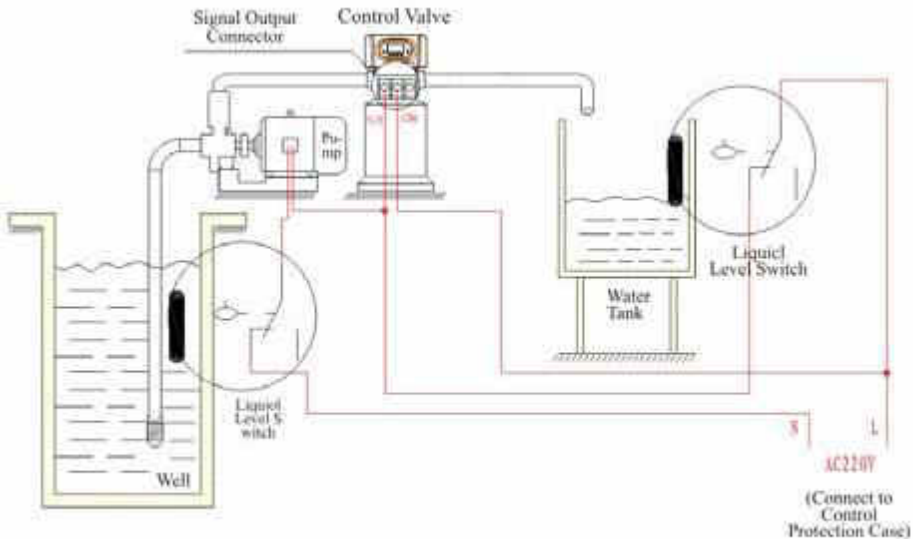 Signal Output
Connector
Control Valve
Pu-
mp
Liquicl
Level Switch
Water
Tank
Liquiol
Level S
witch
Well
N
L
AC220V
(Connect to
Control
Protection Case)